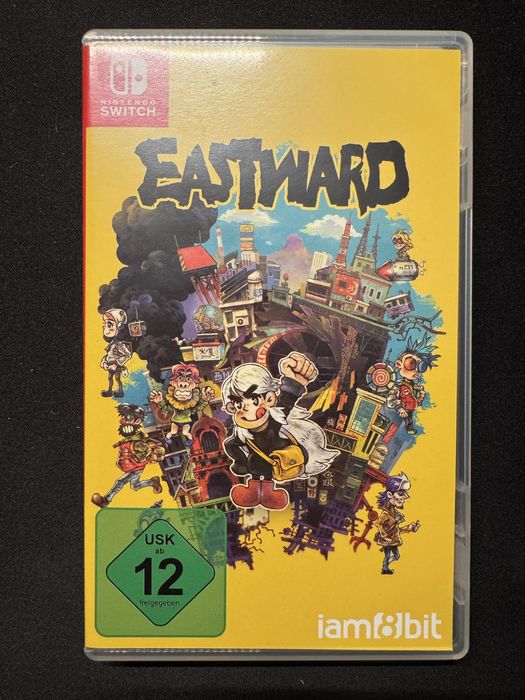 NINTENDO
SWITCH
EASTWARD
USK
ab
12
freigegeben
iam8bit